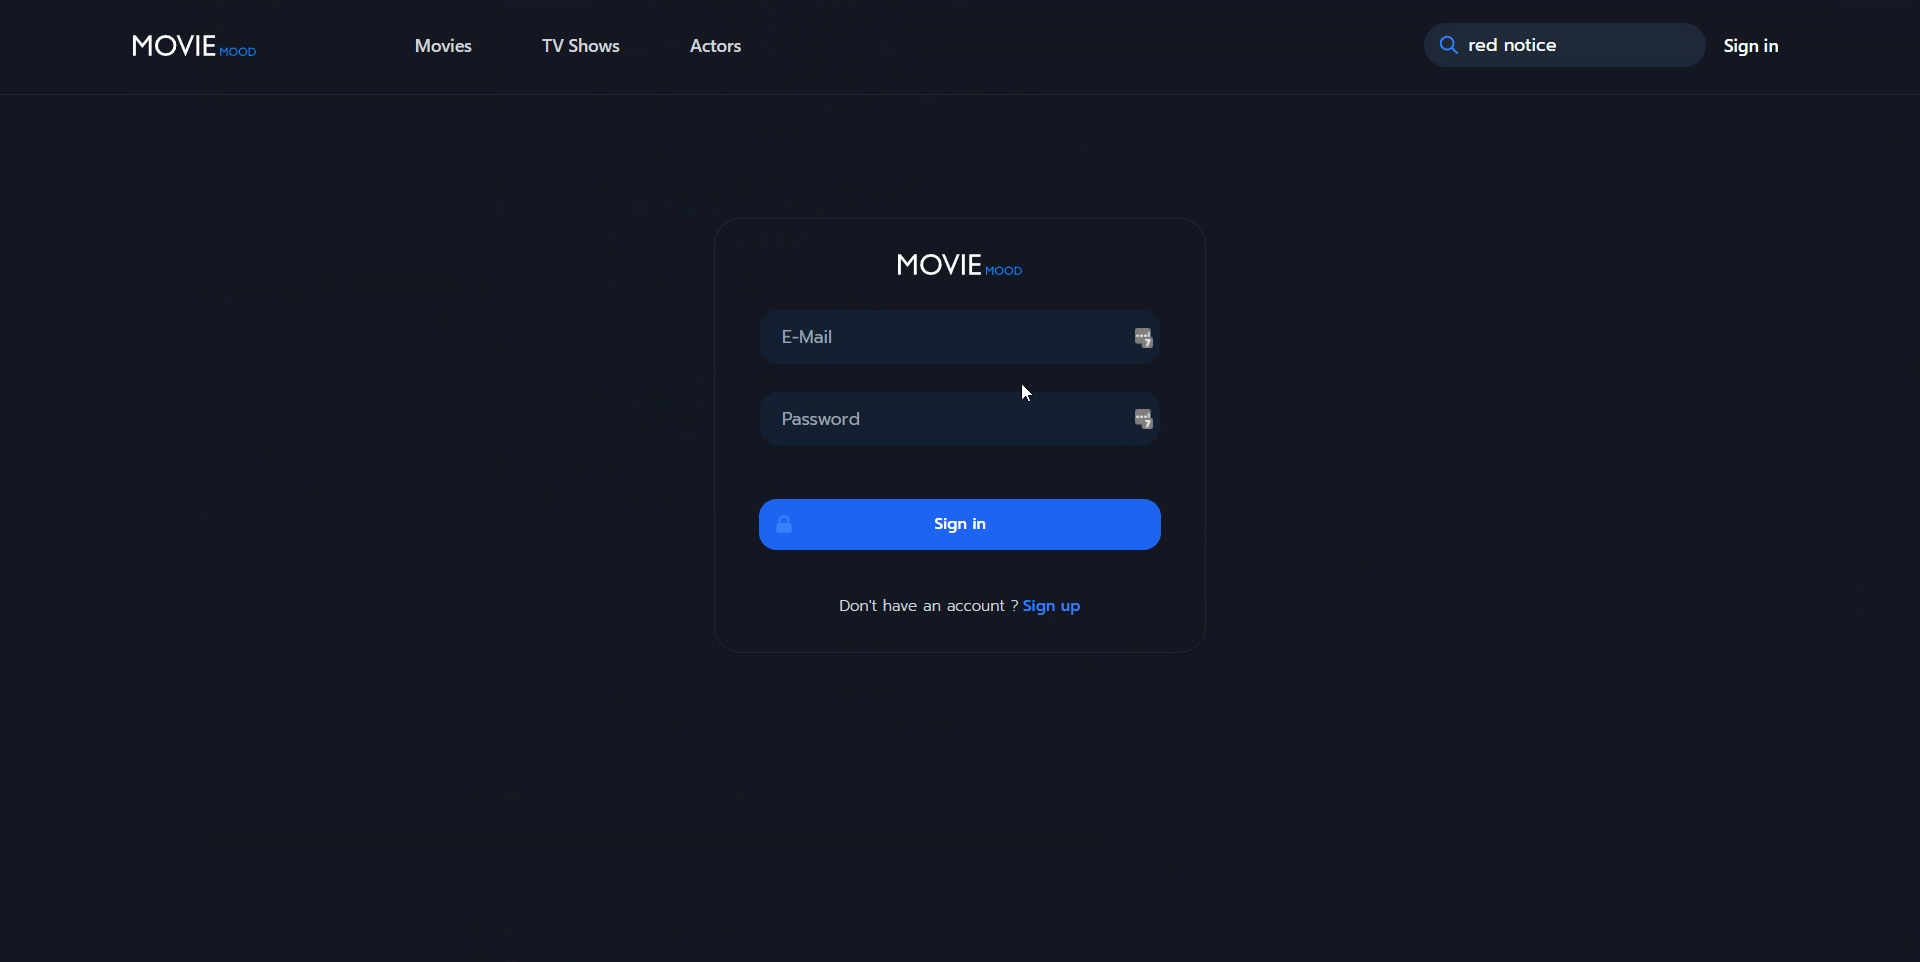 MOVIE MOOD
Movies
TV Shows
Actors
red notice
Sign in
MOVIE MOOD
E-Mail
Password
Sign in
Don't have an account ? Sign up